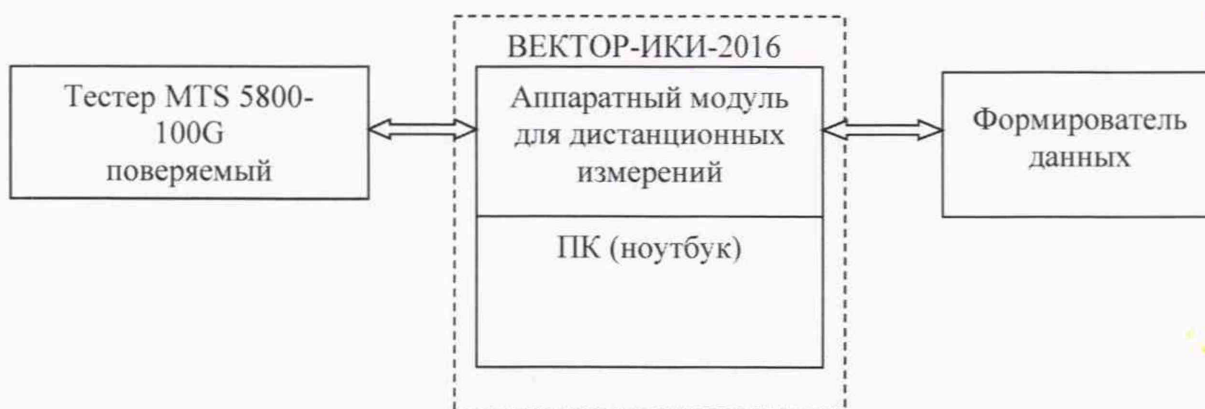 ВЕКТОР-ИКИ-2016
Тестер MTS 5800-
100G
поверяемый
Аппаратный модуль
для дистанционных
измерений
Формирователь
данных
ПК (ноутбук)